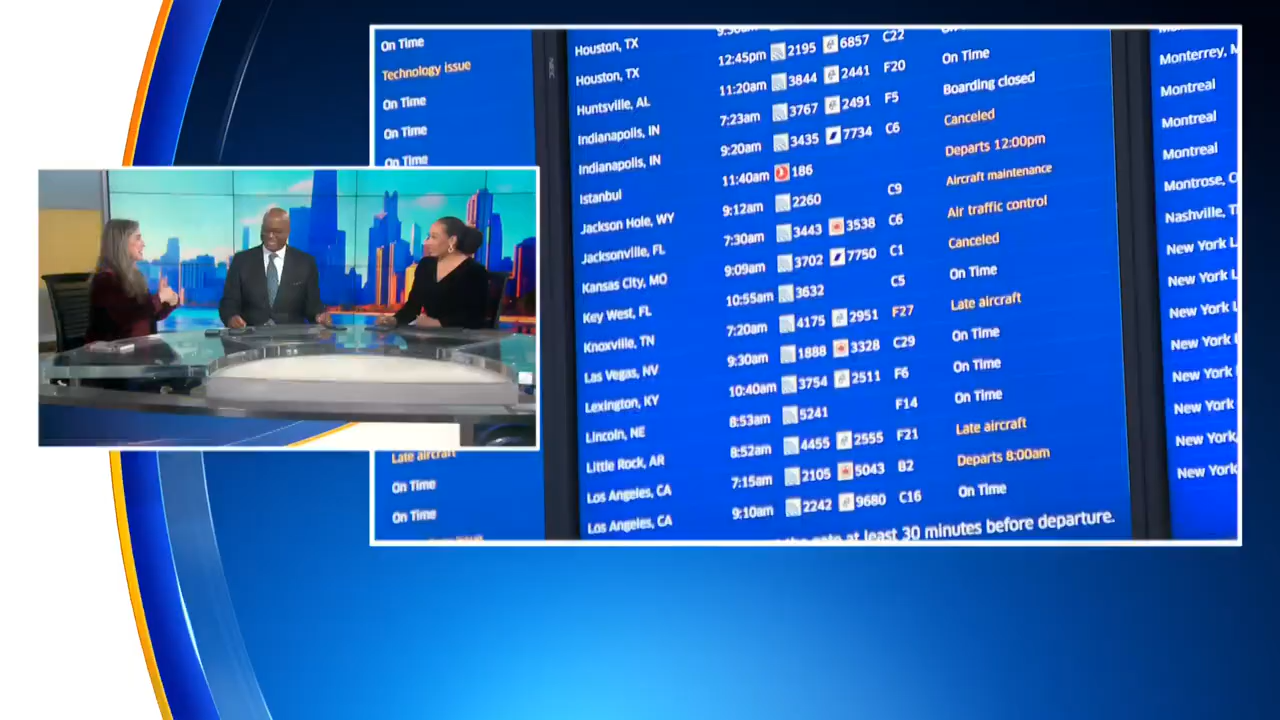 On Time
Technology issue
On Time
On Time
On Time
Late aircraft
On Time
On Time
Houston, TX
Houston, TX 12:45pm 2195 6857 C22
Huntsville, AL 11:20am 3844 2441 F20 On Time
Indianapolis, IN 7:23am 3767 2491 F5 Boarding closed
Indianapolis, IN 9:20am 3435 7734 C6 Canceled
Istanbul 11:40am 186 Departs 12:00pm
Jackson Hole, WY 9:12am 2260 C9 Aircraft maintenance
Jacksonville, FL 7:30am 3443 3538 C6 Air traffic control
Kansas City, MO 9:09am 3702 7750 C1 Canceled
Key West, FL 10:55am 3632 C5 On Time
Knoxville, TN 7:20am 4175 2951 F27 Late aircraft
Las Vegas, NV 9:30am 1888 3328 C29 On Time
Lexington, KY 10:40am 3754 2511 F6 On Time
Lincoln, NE 8:53am 5241 F14 On Time
Little Rock, AR 8:52am 4455 2555 F21 Late aircraft
Los Angeles, CA 7:15am 2105 5043 B2 Departs 8:00am
Los Angeles, CA 9:10am 2242 9680 C16 On Time
at least 30 minutes before departure.
Monterrey, M
Montreal
Montreal
Montreal
Montrose, C
Nashville, T
New York L
New York L
New York L
New York
New York
New York
New York,
New York